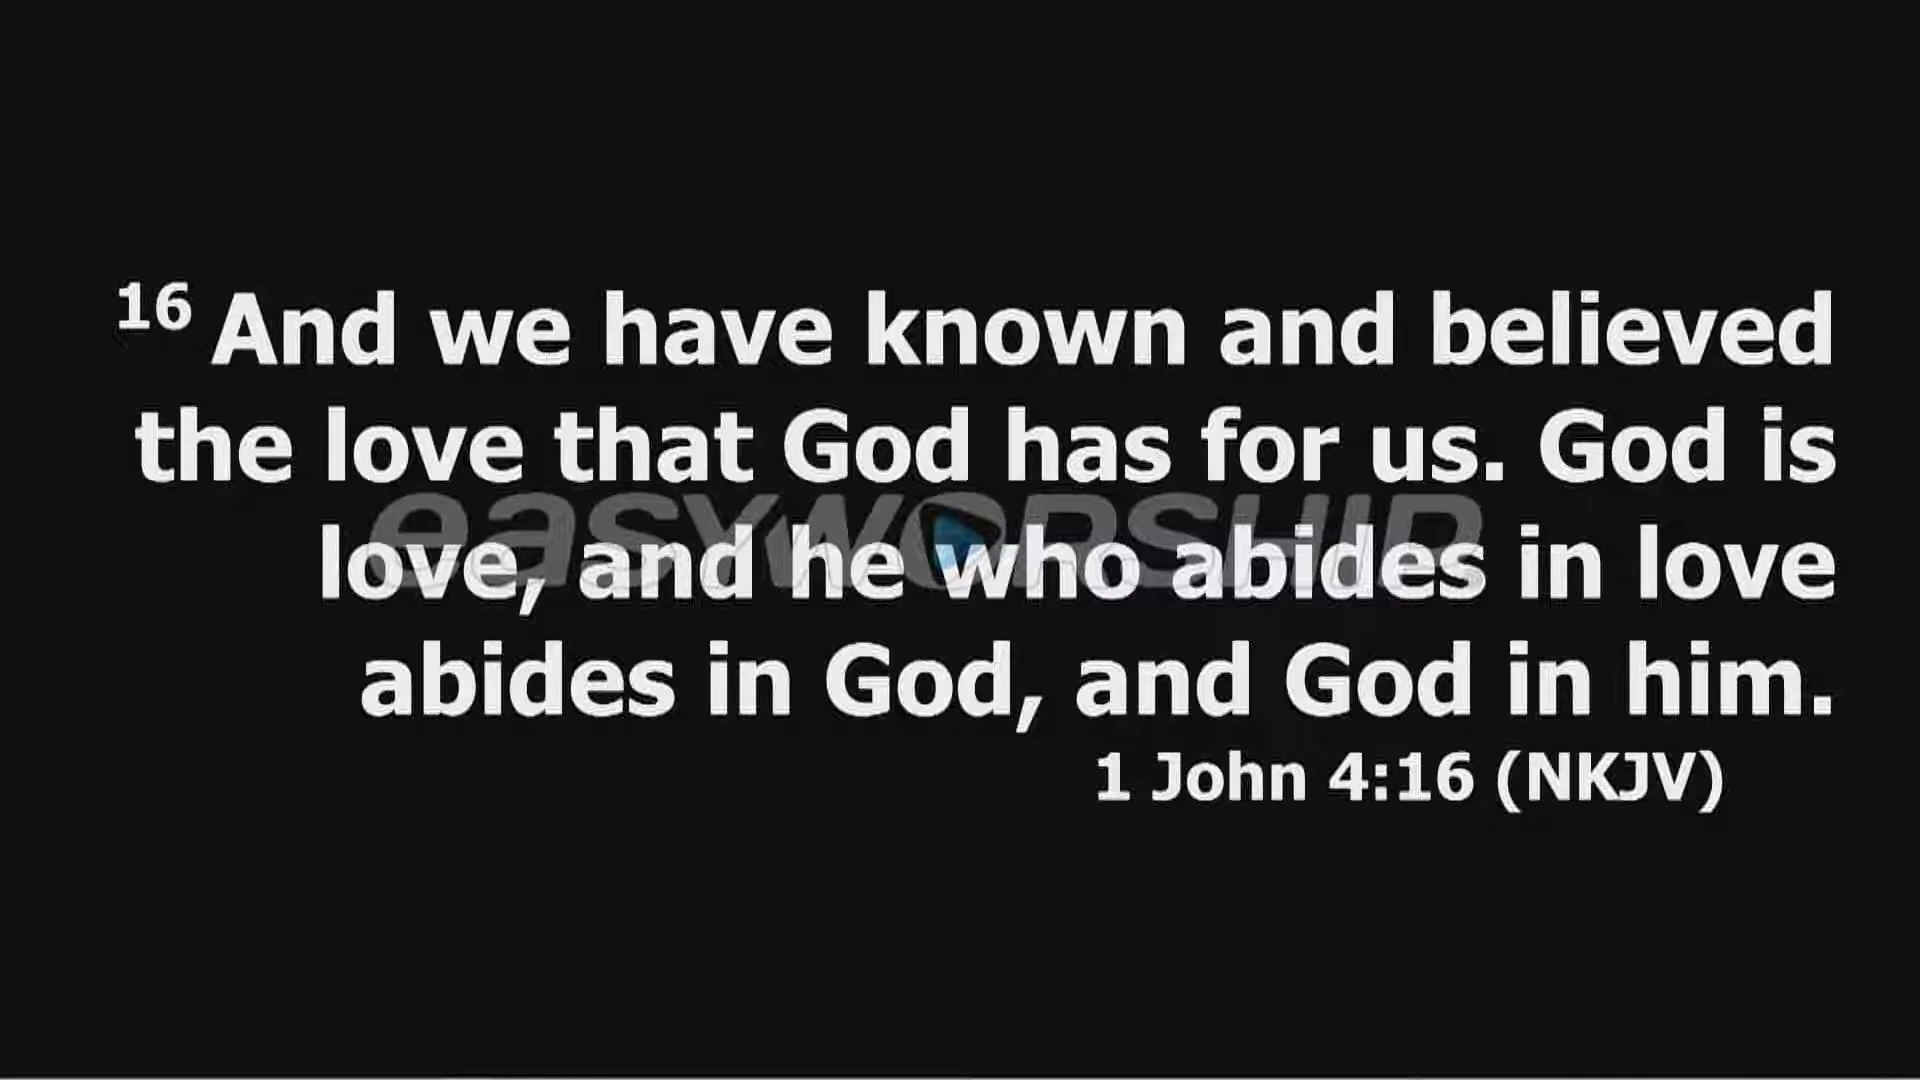 16 And we have known and believed
the love that God has for us. God is
easyworship
love, and he who abides in love
abides in God, and God in him.
1 John 4:16 (NKJV)